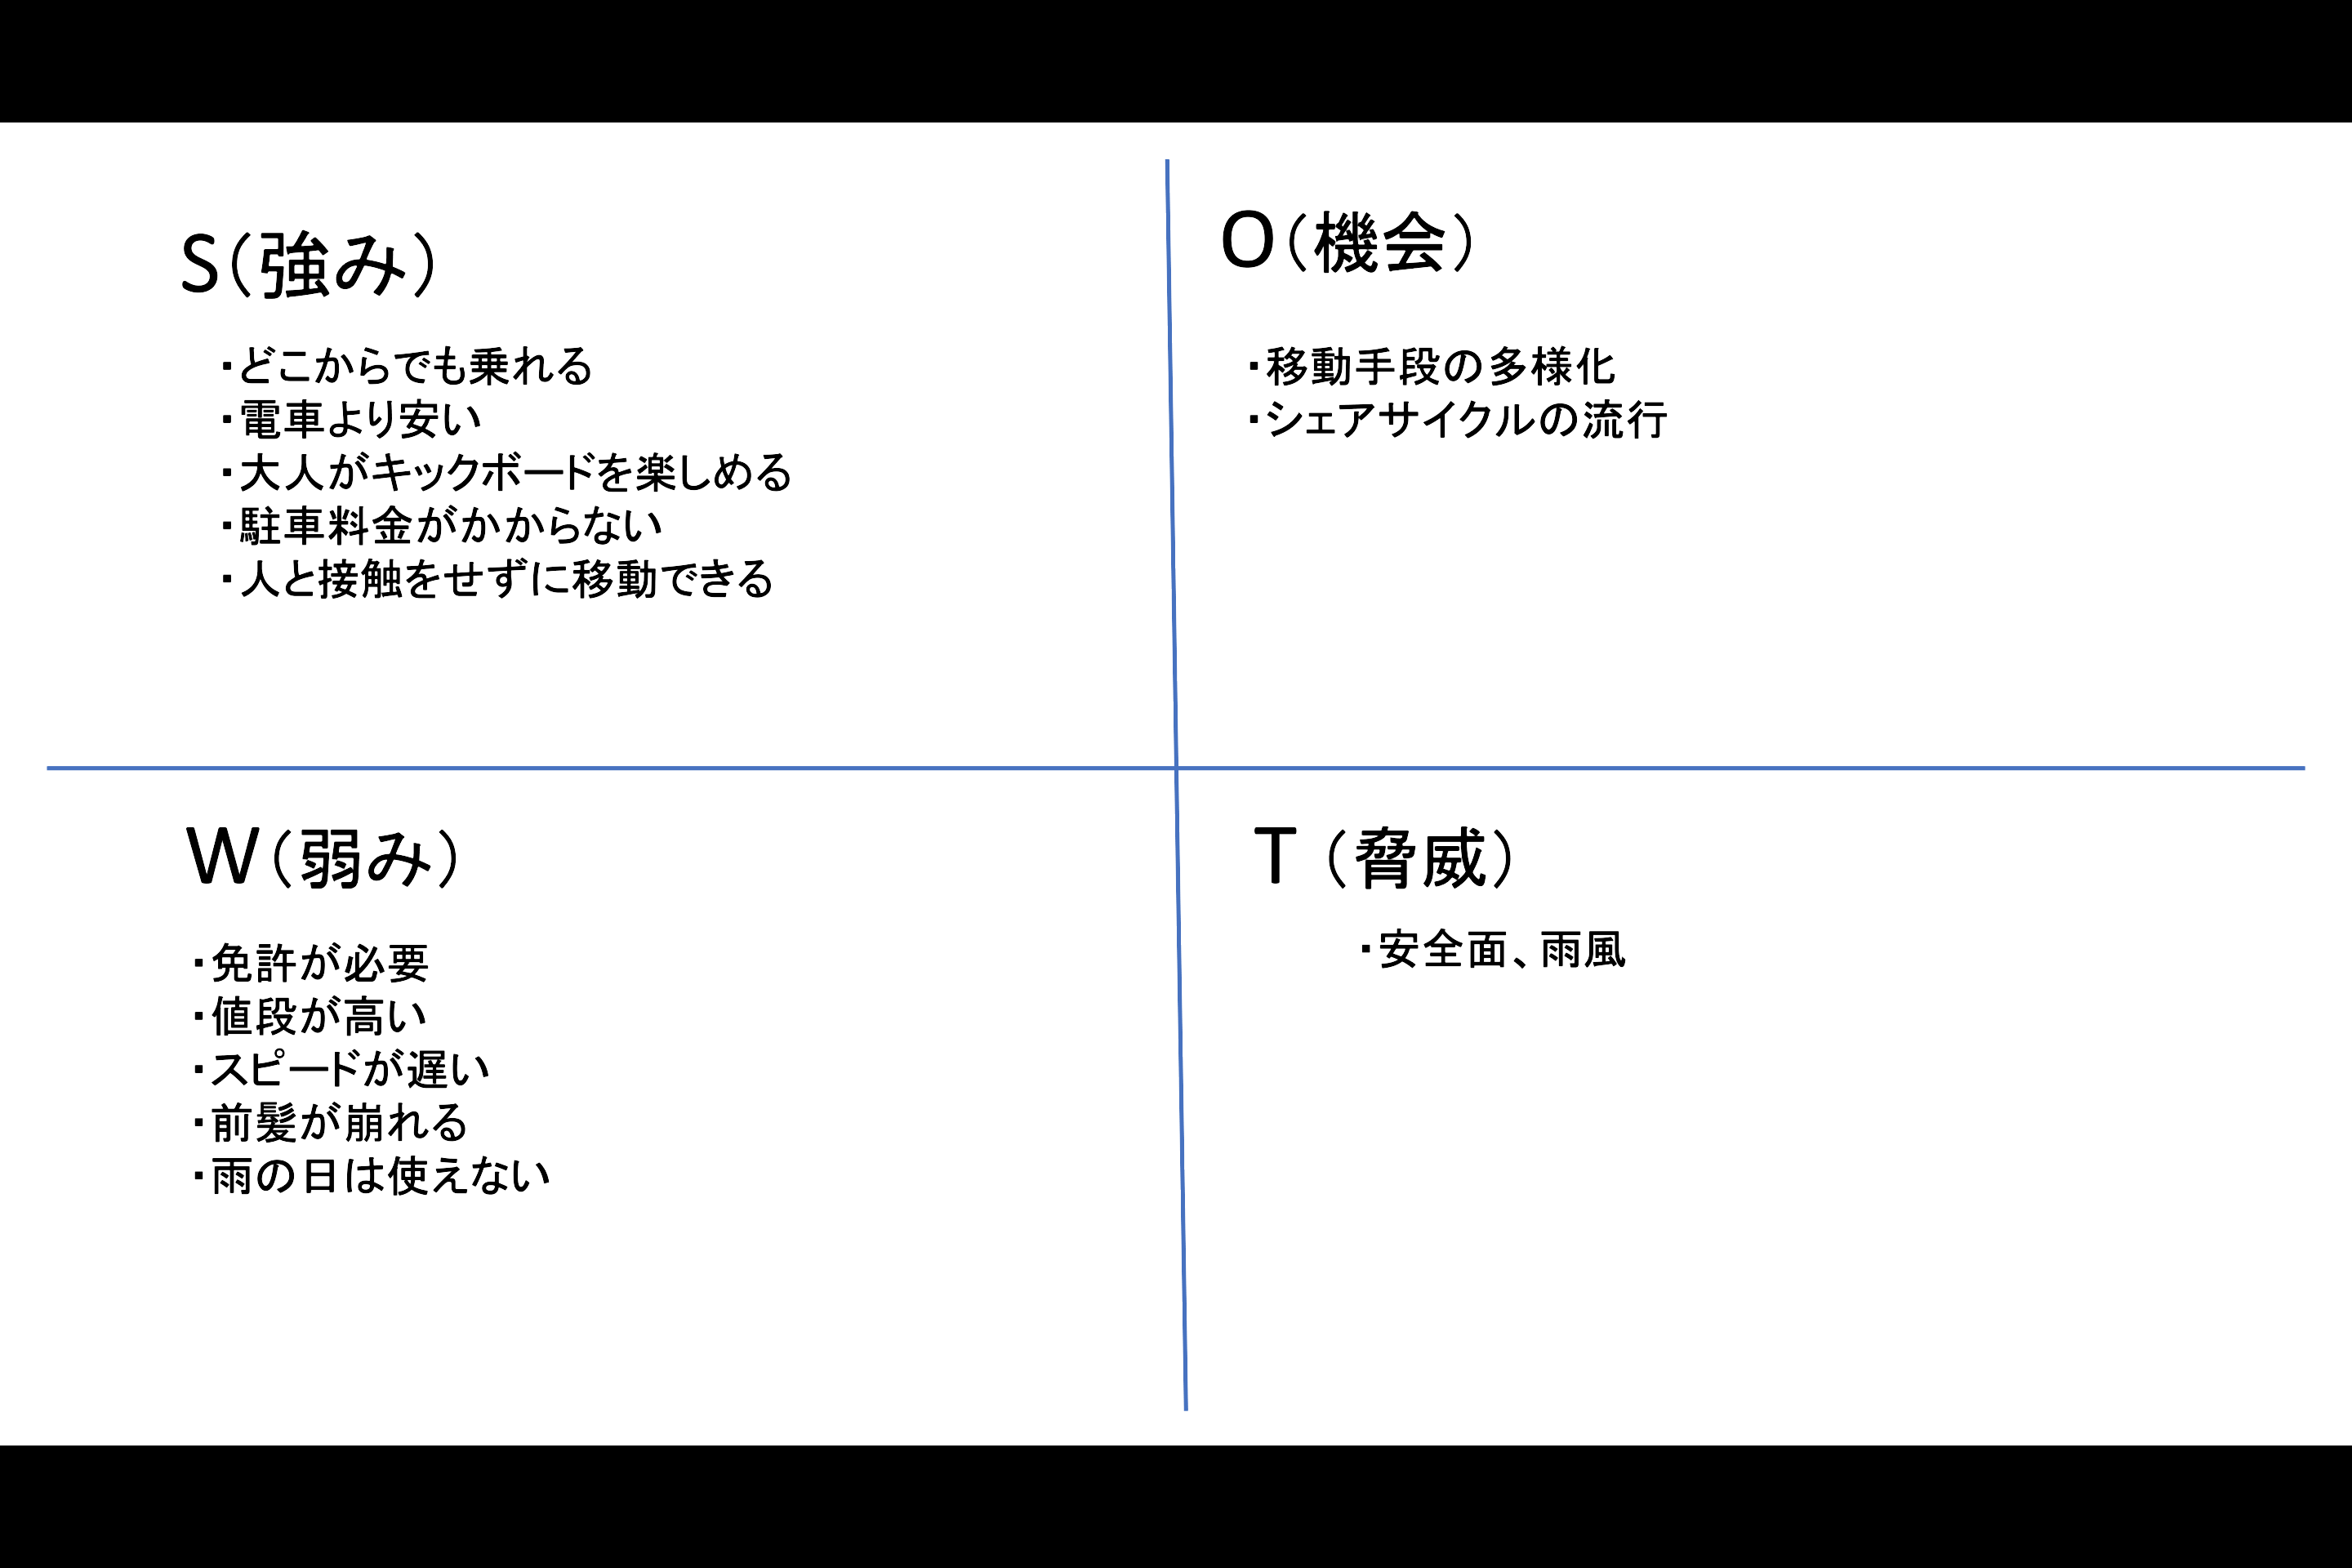 S(強み)
・どこからでも乗れる
・電車より安い
・大人がキックボードを楽しめる
・駐車料金がかからない
・人と接触をせずに移動できる
O(機会)
・移動手段の多様化
・シェアサイクルの流行
W(弱み)
・免許が必要
・値段が高い
・スピードが遅い
・前髪が崩れる
・雨の日は使えない
T (脅威)
・安全面、雨風